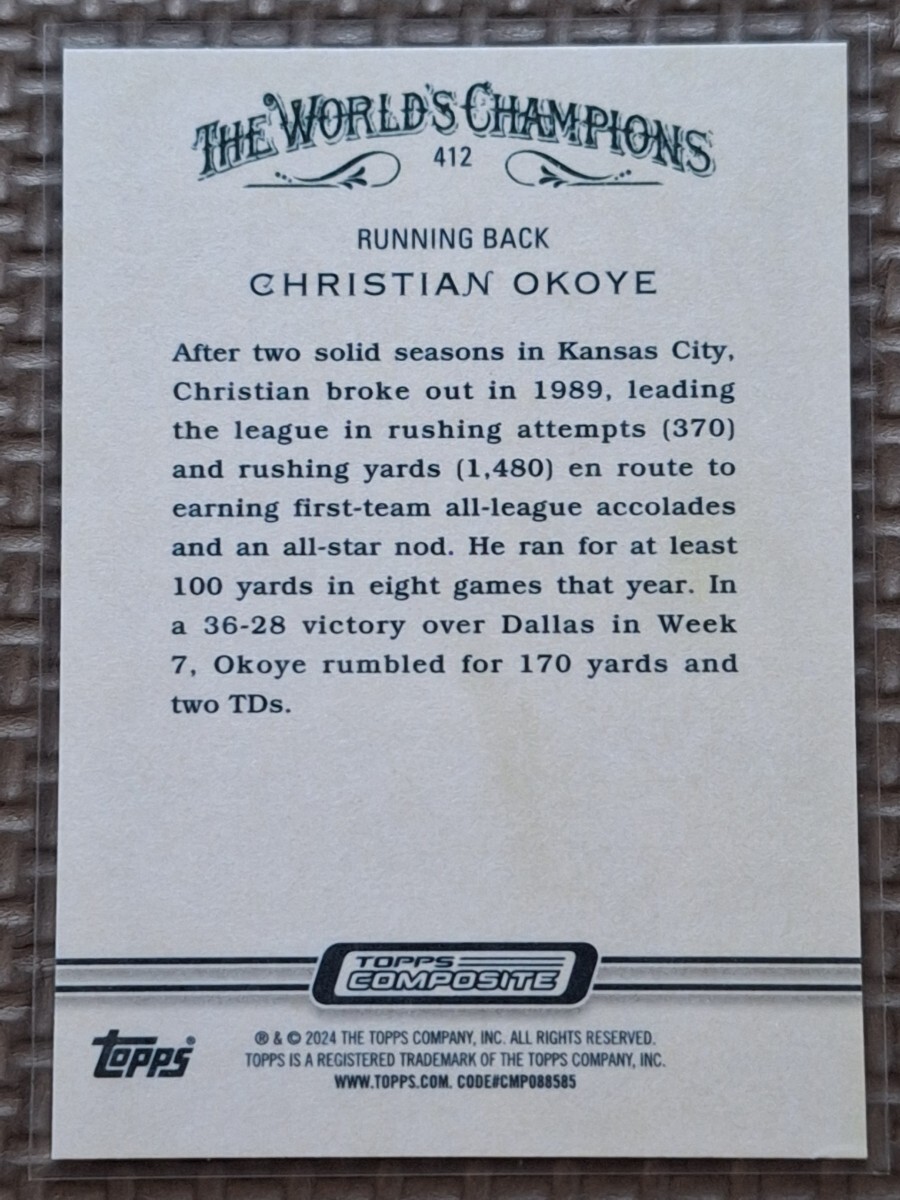 THE WORLD'S CHAMPIONS
412
RUNNING BACK
CHRISTIAN OKOYE
After two solid seasons in Kansas City,
Christian broke out in 1989, leading
the league in rushing attempts (370)
and rushing yards (1,480) en route to
earning first-team all-league accolades
and an all-star nod. He ran for at least
100 yards in eight games that year. In
a 36-28 victory over Dallas in Week
7, Okoye rumbled for 170 yards and
two TDs.
TOPPS
COMPOSITE
topps®
® & © 2024 THE TOPPS COMPANY, INC. ALL RIGHTS RESERVED.
TOPPS IS A REGISTERED TRADEMARK OF THE TOPPS COMPANY, INC.
WWW.TOPPS.COM. CODE#CMP088585